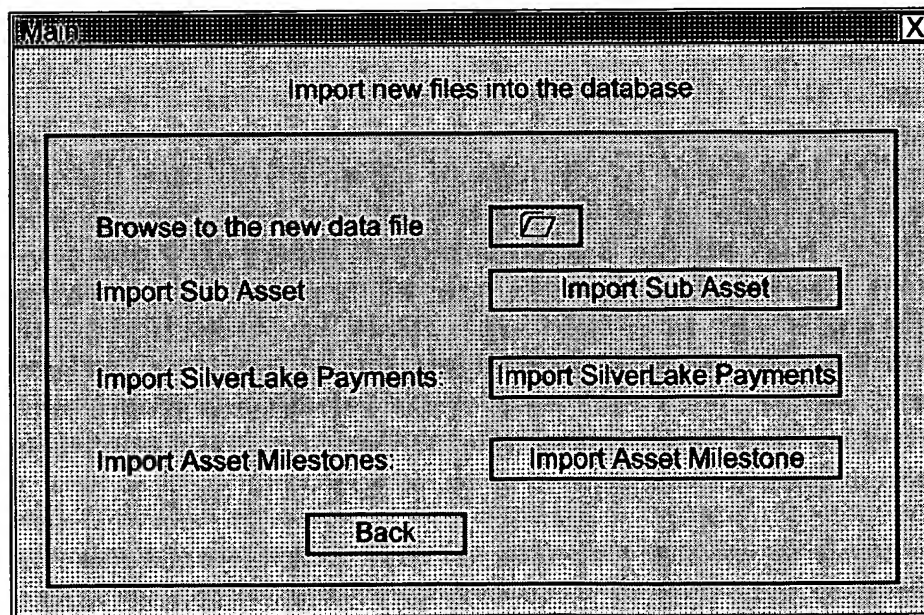 Main
X
Import new files into the database
Browse to the new data file
Import Sub Asset Import Sub Asset
Import SilverLake Payments: Import SilverLake Payments
Import Asset Milestones: Import Asset Milestone
Back